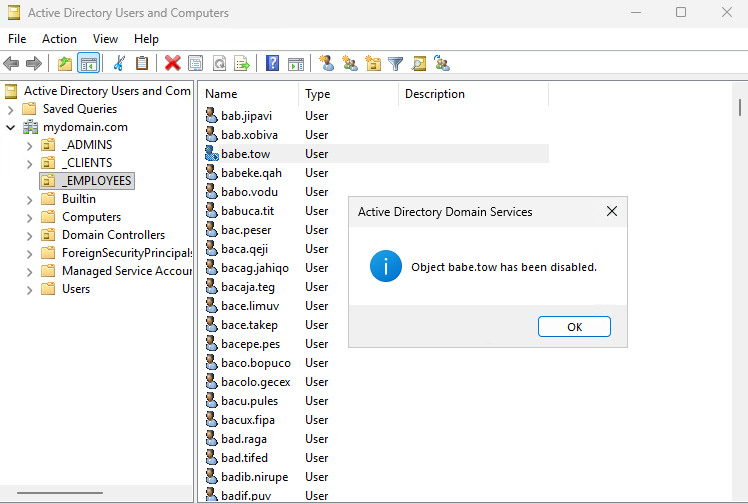 Active Directory Users and Computers
File Action View Help
Active Directory Users and Com
Saved Queries
mydomain.com
_ADMINS
_CLIENTS
_EMPLOYEES
Builtin
Computers
Domain Controllers
ForeignSecurityPrincipals
Managed Service Accour
Users
Name Type Description
bab.jipavi User
bab.xobiva User
babe.tow User
babeke.qah User
babo.vodu User
babuca.tit User
bac.peser User
baca.qeji User
bacag.jahiqo User
bacaja.teg User
bace.limuv User
bace.takep User
bacepe.pes User
baco.bopuco User
bacolo.gecex User
bacu.pules User
bacux.fipa User
bad.raga User
bad.tifed User
badib.nirupe User
badif.puv User
Active Directory Domain Services
Object babe.tow has been disabled.
OK